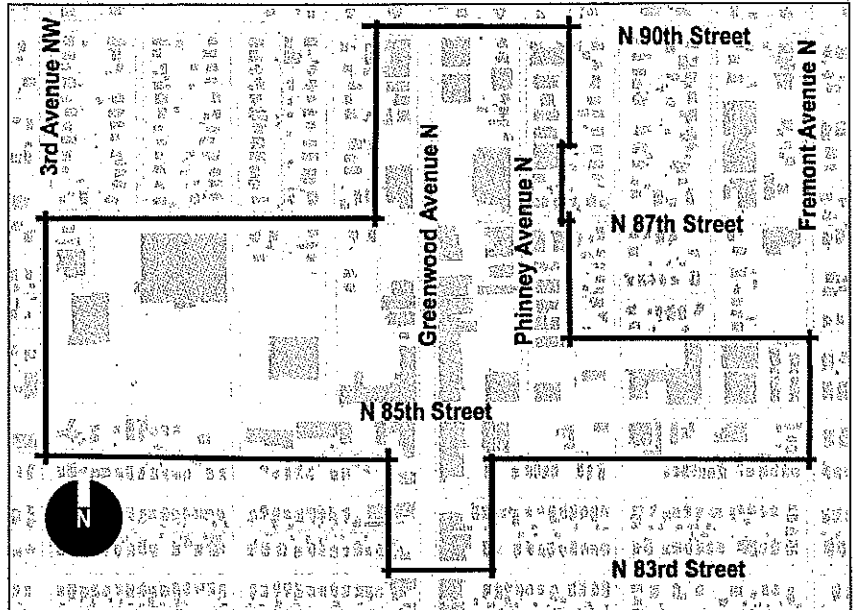 N 90th Street
3rd Avenue NW
Fremont Avenue N
Greenwood Avenue N
Phinney Avenue N
N 87th Street
N 85th Street
N
N 83rd Street